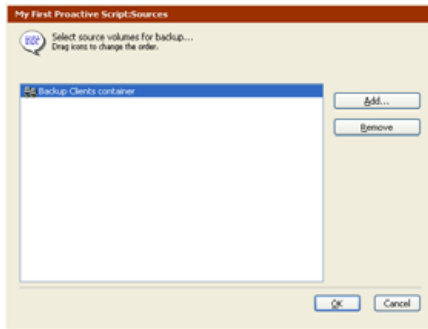 My First Proactive Script:Sources
Select source volumes for backup...
Drag icons to change the order.
Backup Clients container
Add...
Remove
OK
Cancel